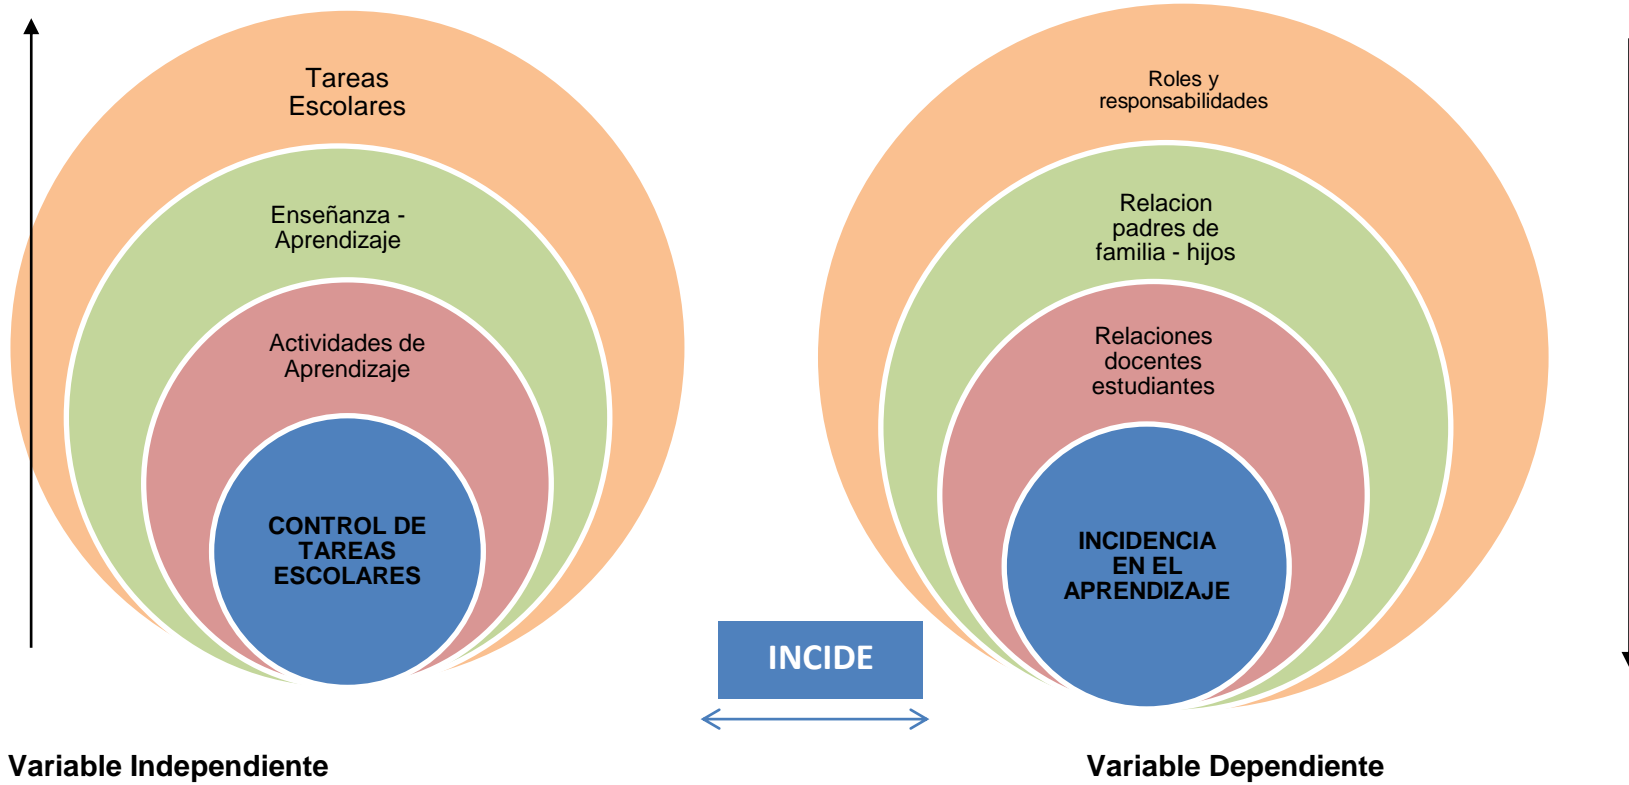 Tareas
Escolares
Enseñanza -
Aprendizaje
Actividades de
Aprendizaje
CONTROL DE
TAREAS
ESCOLARES
Roles y
responsabilidades
Relacion
padres de
familia - hijos
Relaciones
docentes
estudiantes
INCIDENCIA
EN EL
APRENDIZAJE
INCIDE
Variable Independiente
Variable Dependiente